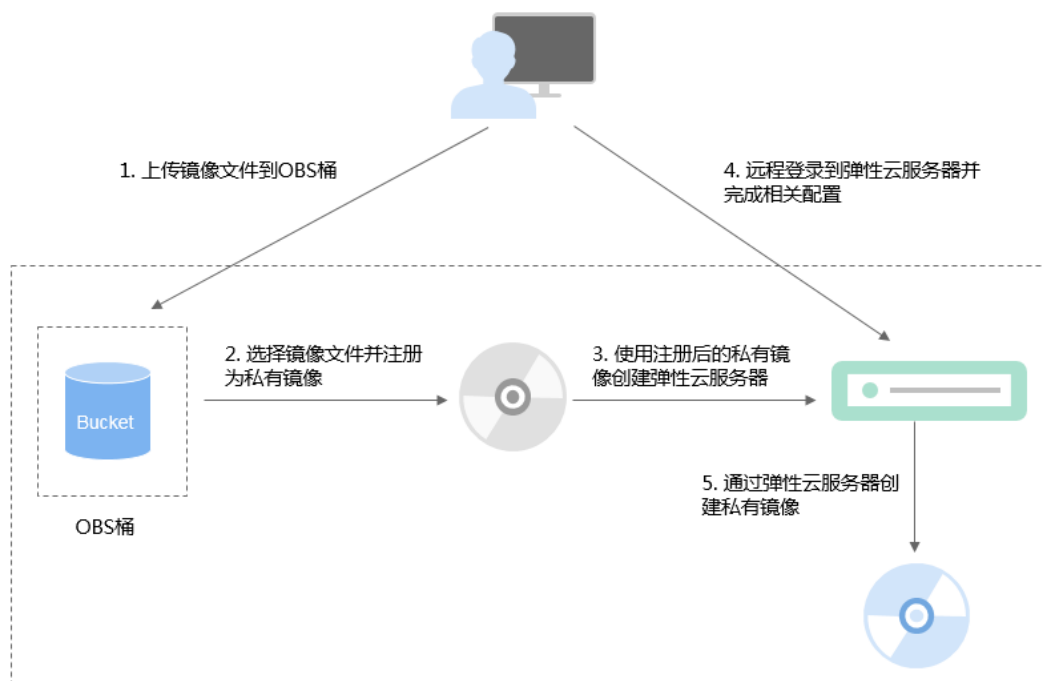 1. 上传镜像文件到OBS桶
4. 远程登录到弹性云服务器并
完成相关配置
2. 选择镜像文件并注册
为私有镜像
3. 使用注册后的私有镜
像创建弹性云服务器
Bucket
OBS桶
5. 通过弹性云服务器创
建私有镜像